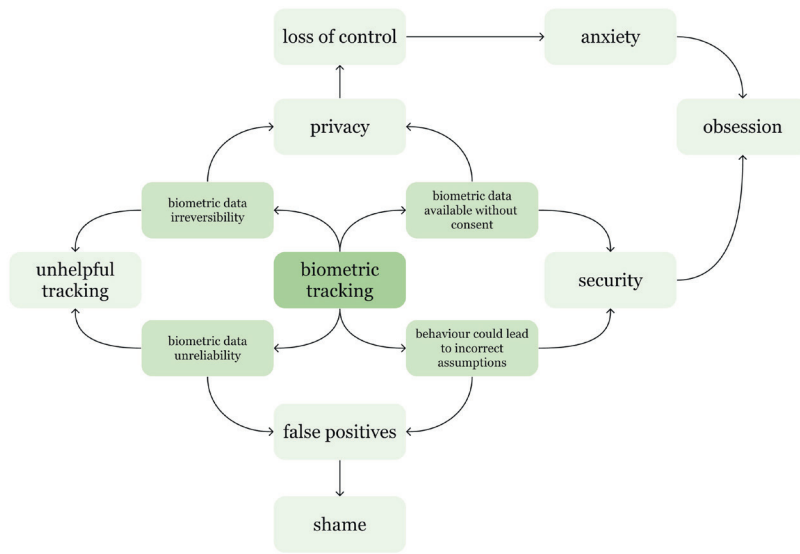 loss of control
anxiety
privacy
obsession
biometric data
irreversibility
biometric data
available without
consent
unhelpful
tracking
biometric
tracking
security
biometric data
unreliability
behaviour could lead
to incorrect
assumptions
false positives
shame